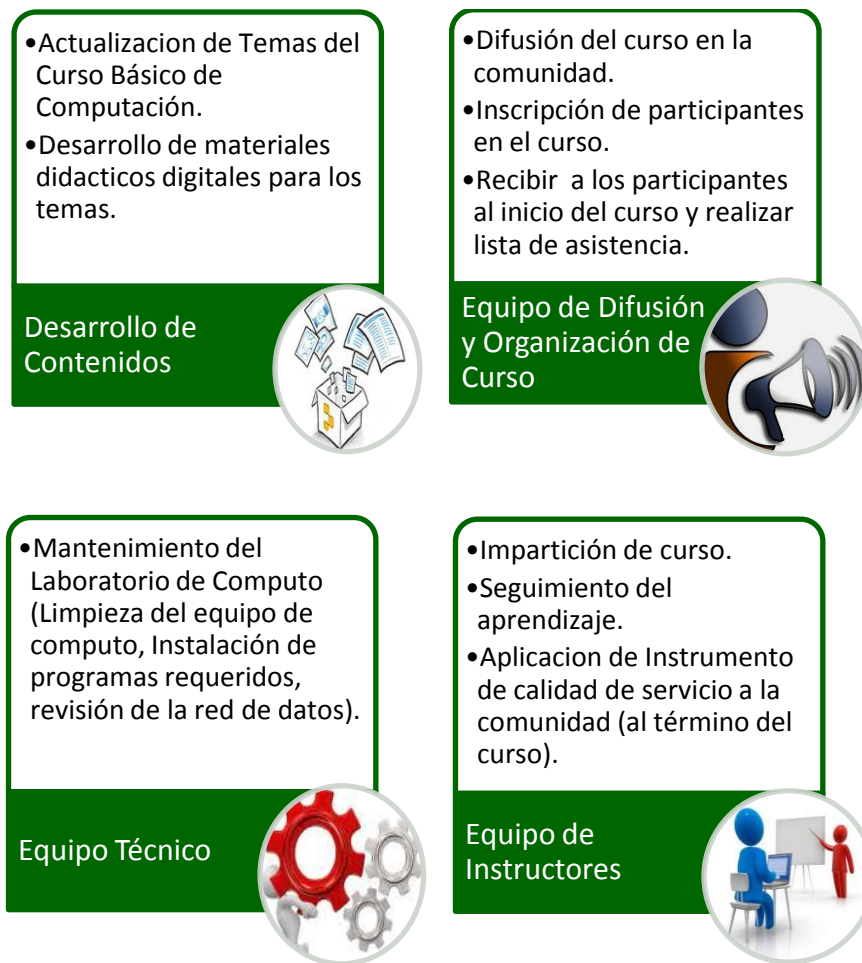 •Actualizacion de Temas del
Curso Básico de
Computación.
•Desarrollo de materiales
didacticos digitales para los
temas.
Desarrollo de
Contenidos
•Difusión del curso en la
comunidad.
•Inscripción de participantes
en el curso.
•Recibir a los participantes
al inicio del curso y realizar
lista de asistencia.
Equipo de Difusión
y Organización de
Curso
•Mantenimiento del
Laboratorio de Computo
(Limpieza del equipo de
computo, Instalación de
programas requeridos,
revisión de la red de datos).
Equipo Técnico
•Impartición de curso.
•Seguimiento del
aprendizaje.
•Aplicacion de Instrumento
de calidad de servicio a la
comunidad (al término del
curso).
Equipo de
Instructores